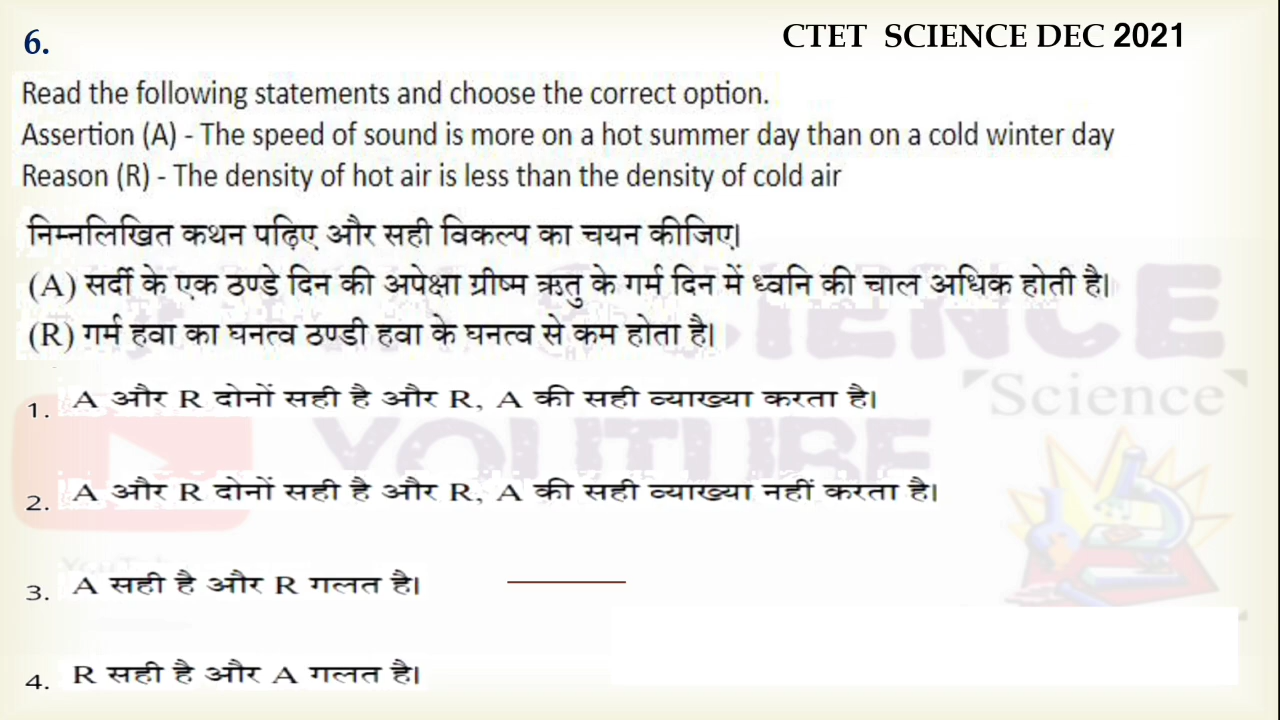 6.
CTET SCIENCE DEC 2021
Read the following statements and choose the correct option.
Assertion (A) - The speed of sound is more on a hot summer day than on a cold winter day
Reason (R) - The density of hot air is less than the density of cold air
निम्नलिखित कथन पढ़िए और सही विकल्प का चयन कीजिए।
(A) सर्दी के एक ठण्डे दिन की अपेक्षा ग्रीष्म ऋतु के गर्म दिन में ध्वनि की चाल अधिक होती है।
(R) गर्म हवा का घनत्व ठण्डी हवा के घनत्व से कम होता है।
SCIENCE
1. A और R दोनों सही है और R, A की सही व्याख्या करता है।
Science
YOUTUBE
2. A और R दोनों सही है और R, A की सही व्याख्या नहीं करता है।
3. A सही है और R गलत है।
4. R सही है और A गलत है।